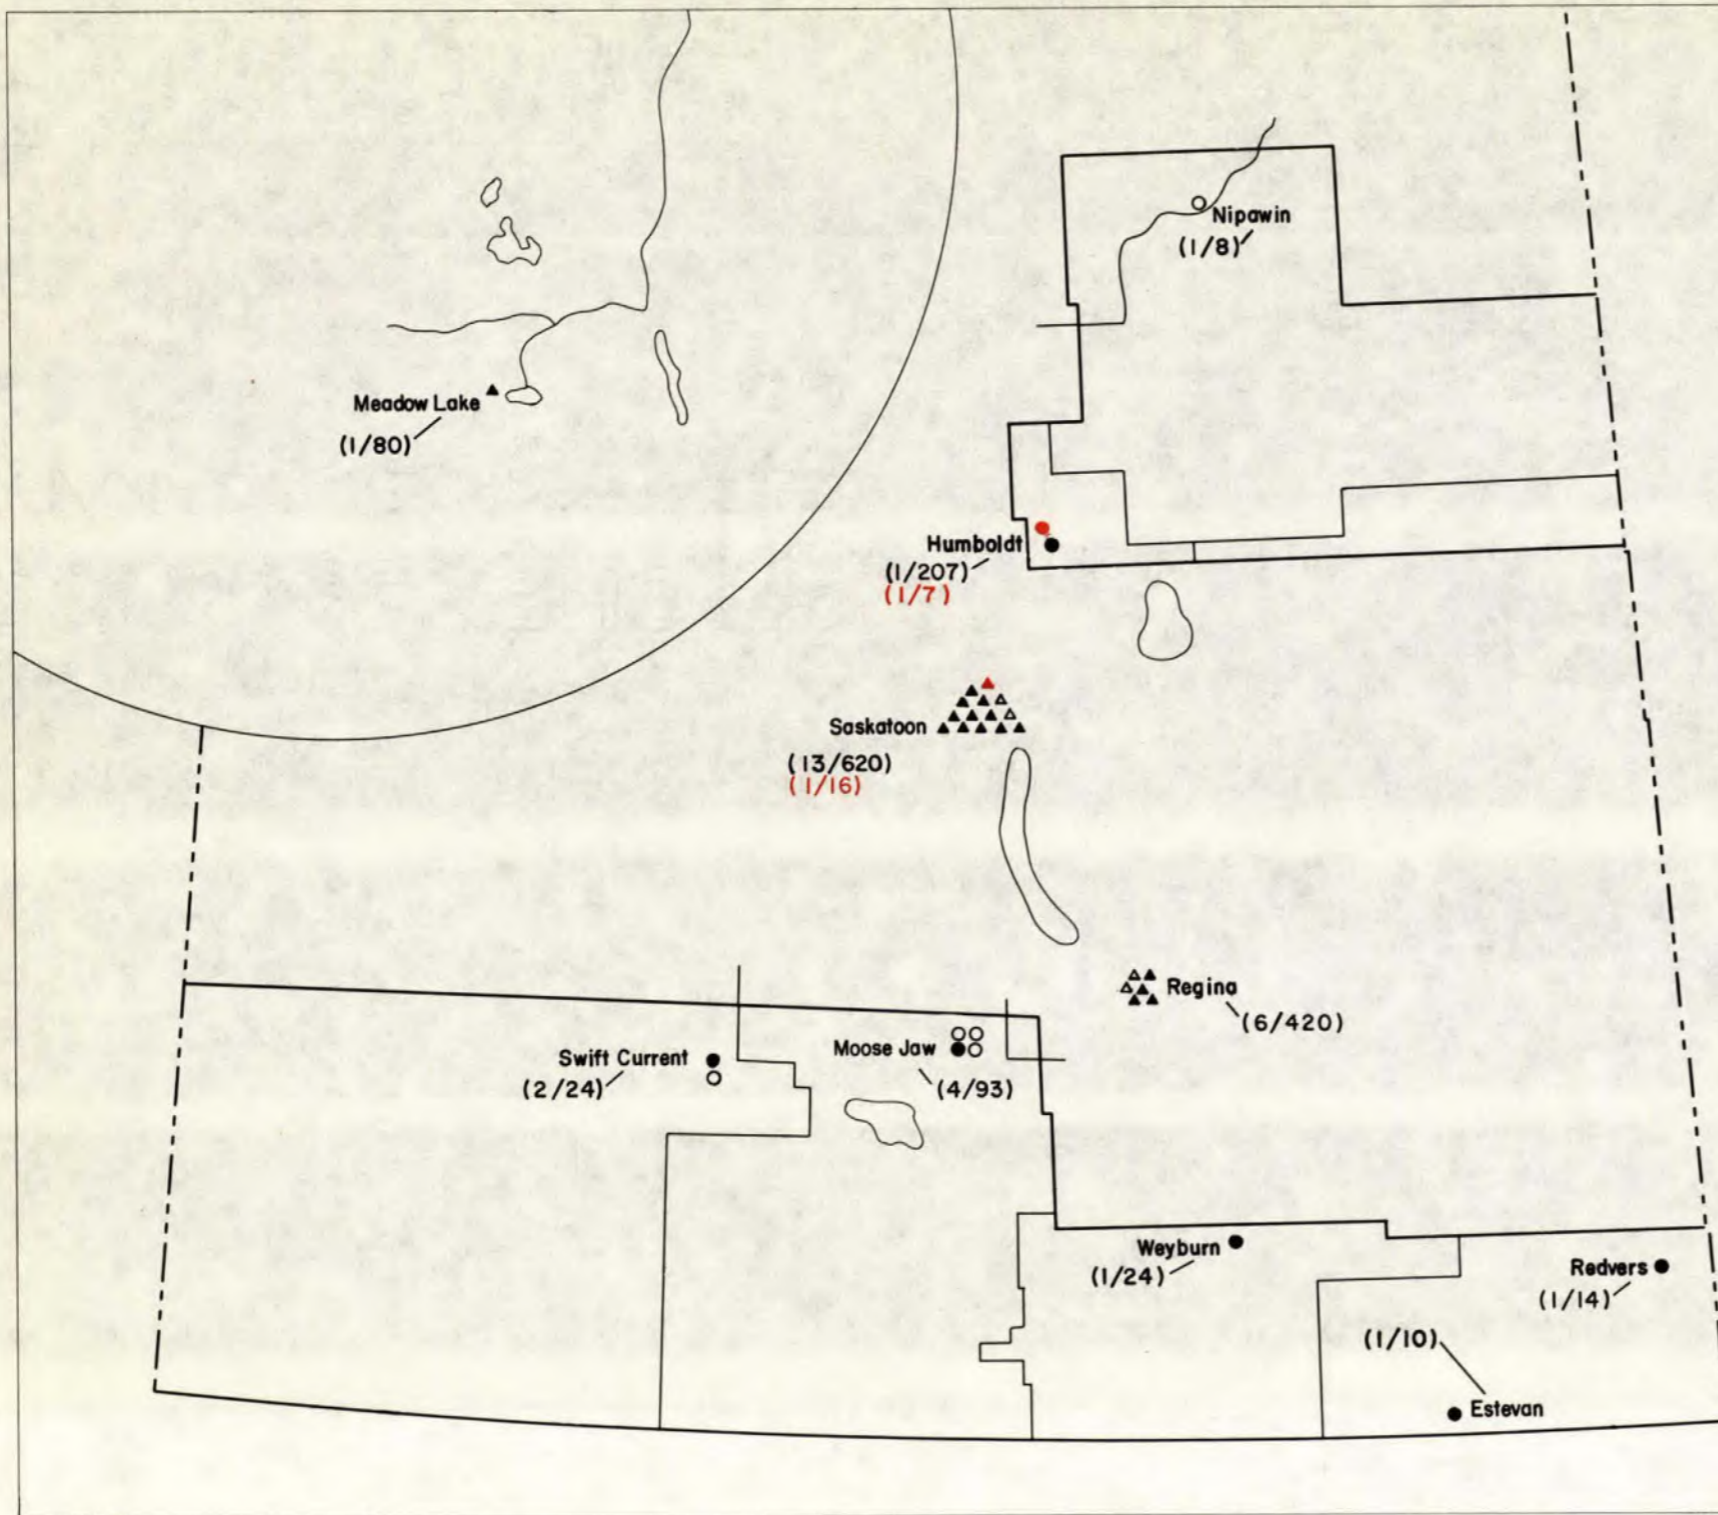 Nipawin
(1/8)
Meadow Lake
(1/80)
Humboldt
(1/207)
(1/7)
Saskatoon
(13/620)
(1/16)
Regina
(6/420)
Swift Current
(2/24)
Moose Jaw
(4/93)
Weyburn
(1/24)
Redvers
(1/14)
(1/10)
Estevan